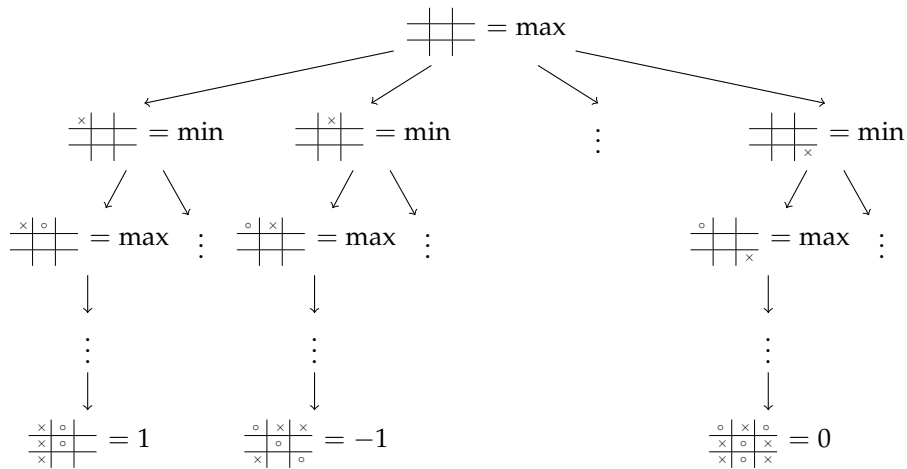 = max
× = min × = min ⋮ × = min
× ∘ = max ⋮ ∘ × = max ⋮ ∘ × = max ⋮
⋮ ⋮ ⋮
× ∘ × ∘ × = 1 ∘ × × ∘ × ∘ = −1 ∘ × ∘ × ∘ × × ∘ × = 0